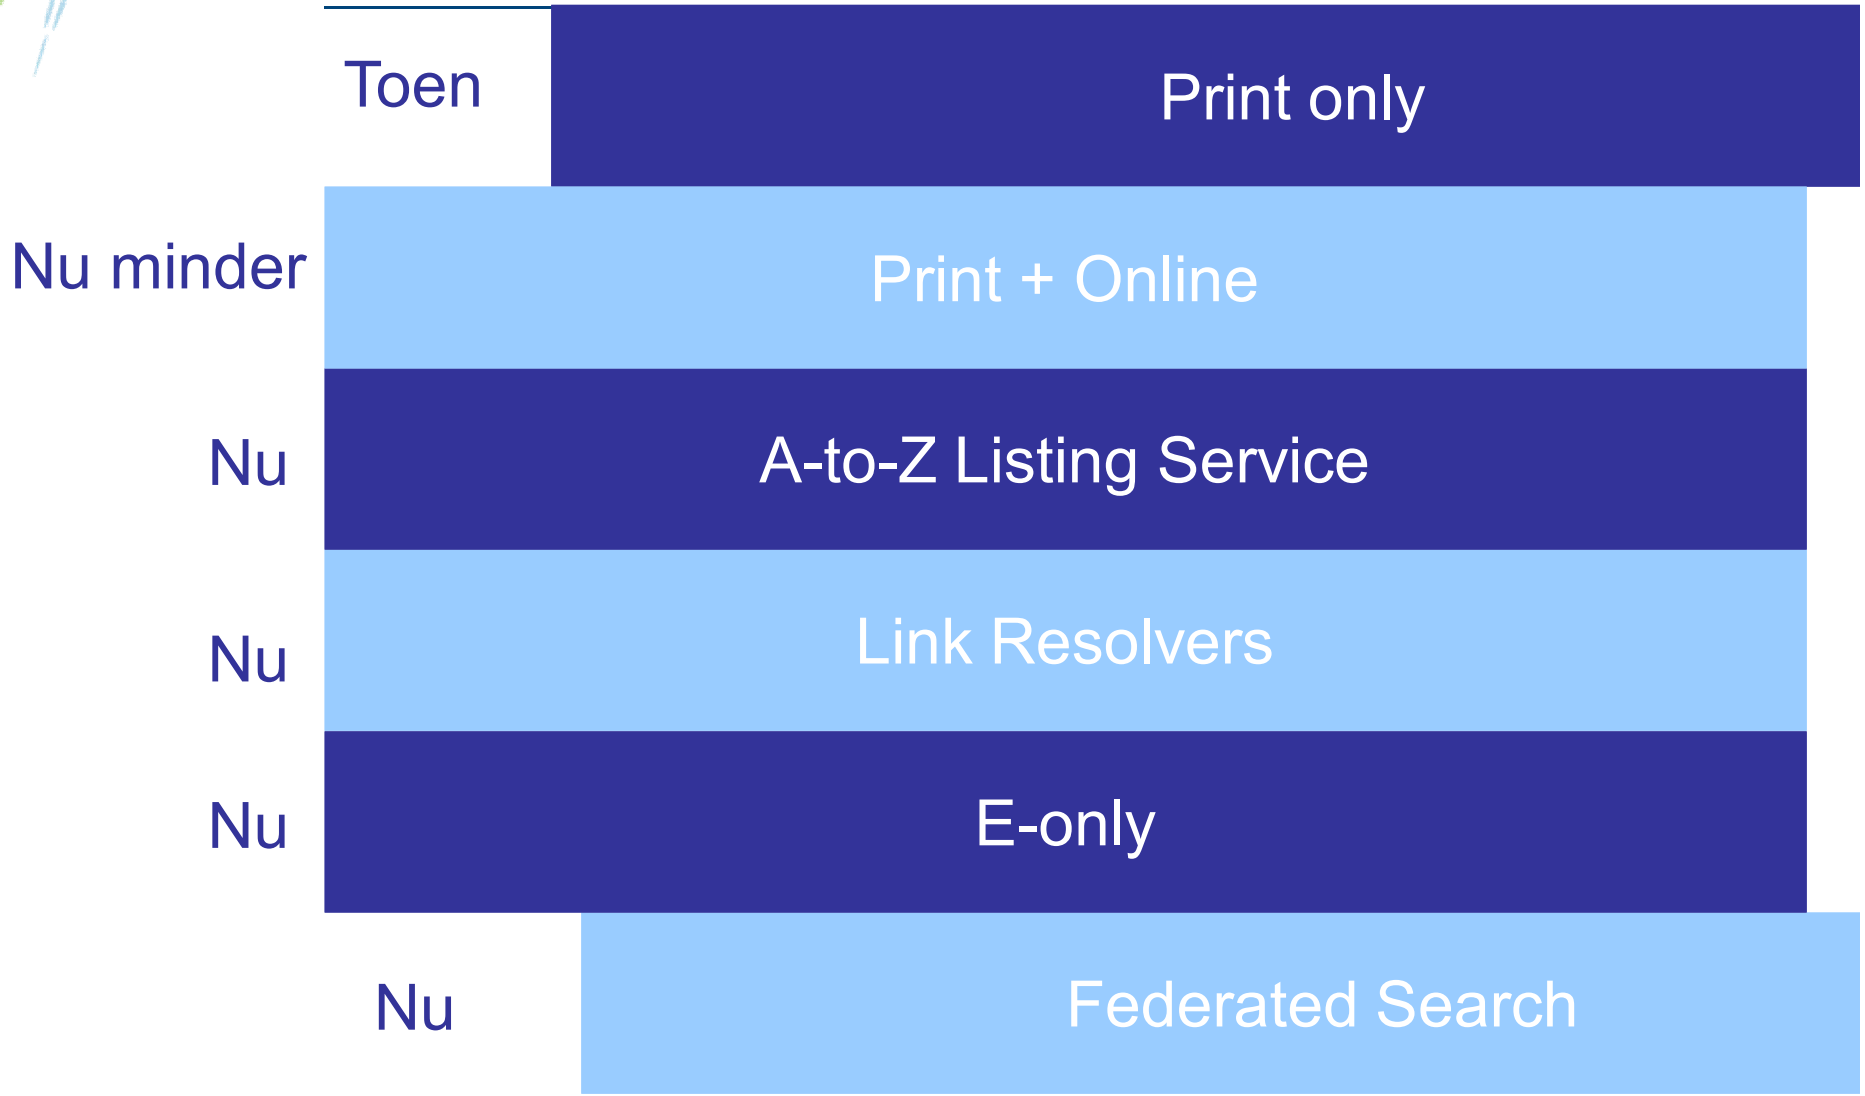 Toen
Print only
Nu minder
Print + Online
Nu
A-to-Z Listing Service
Nu
Link Resolvers
Nu
E-only
Nu
Federated Search